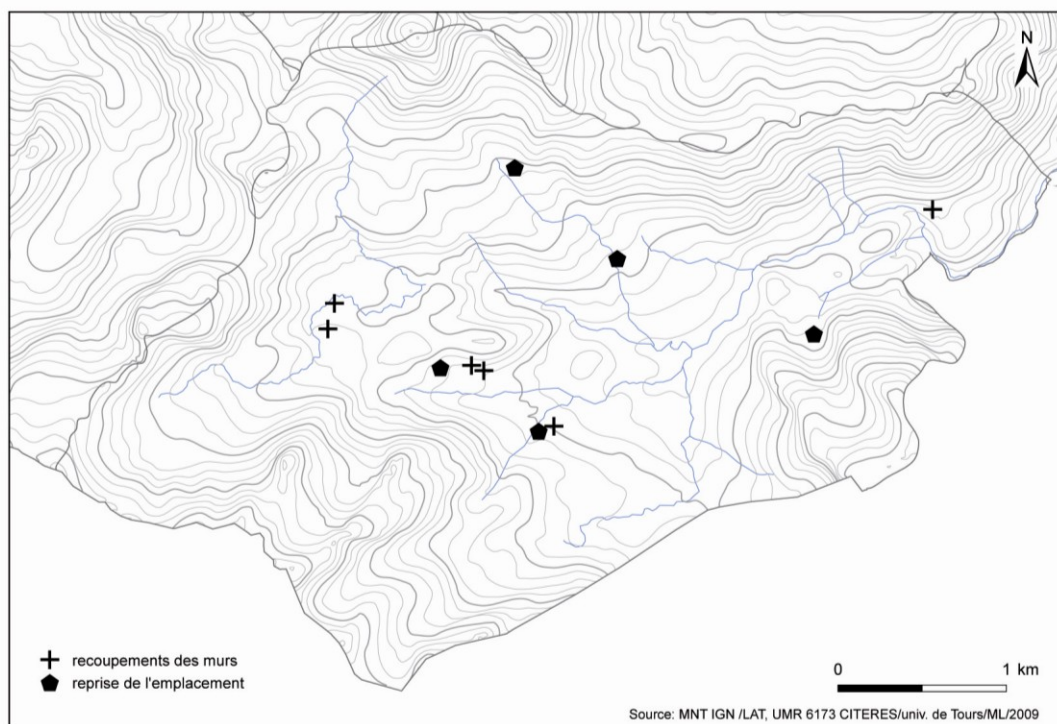 N
recoupements des murs
reprise de l'emplacement
0 1 km
Source: MNT IGN /LAT, UMR 6173 CITERES/univ. de Tours/ML/2009